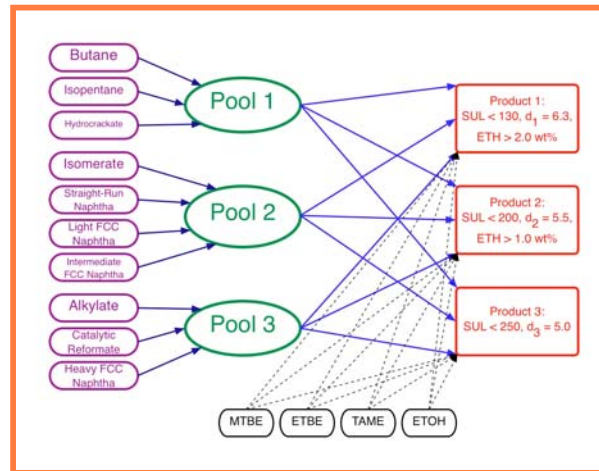 Butane
Isopentane
Hydrocrackate
Pool 1
Isomerate
Straight-Run
Naphtha
Light FCC
Naphtha
Intermediate
FCC Naphtha
Pool 2
Alkylate
Catalytic
Reformate
Heavy FCC
Naphtha
Pool 3
Product 1:
SUL < 130, d1 = 6.3,
ETH > 2.0 wt%
Product 2:
SUL < 200, d2 = 5.5,
ETH > 1.0 wt%
Product 3:
SUL < 250, d3 = 5.0
MTBE
ETBE
TAME
ETOH